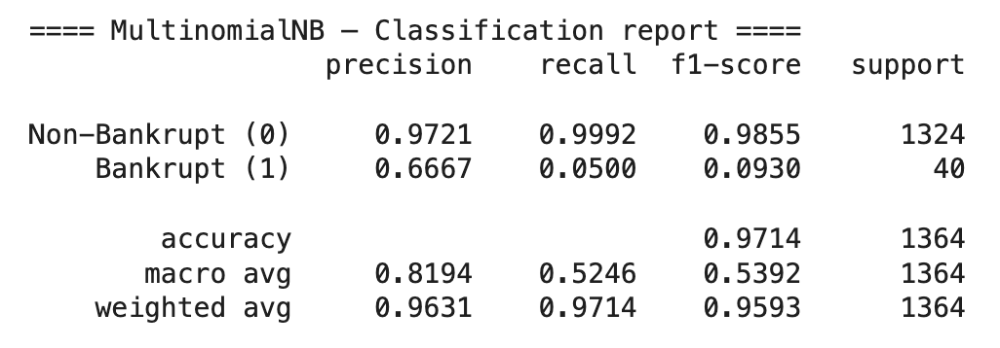 ==== MultinomialNB — Classification report ====
precision recall f1-score support
Non-Bankrupt (0) 0.9721 0.9992 0.9855 1324
Bankrupt (1) 0.6667 0.0500 0.0930 40
accuracy 0.9714 1364
macro avg 0.8194 0.5246 0.5392 1364
weighted avg 0.9631 0.9714 0.9593 1364